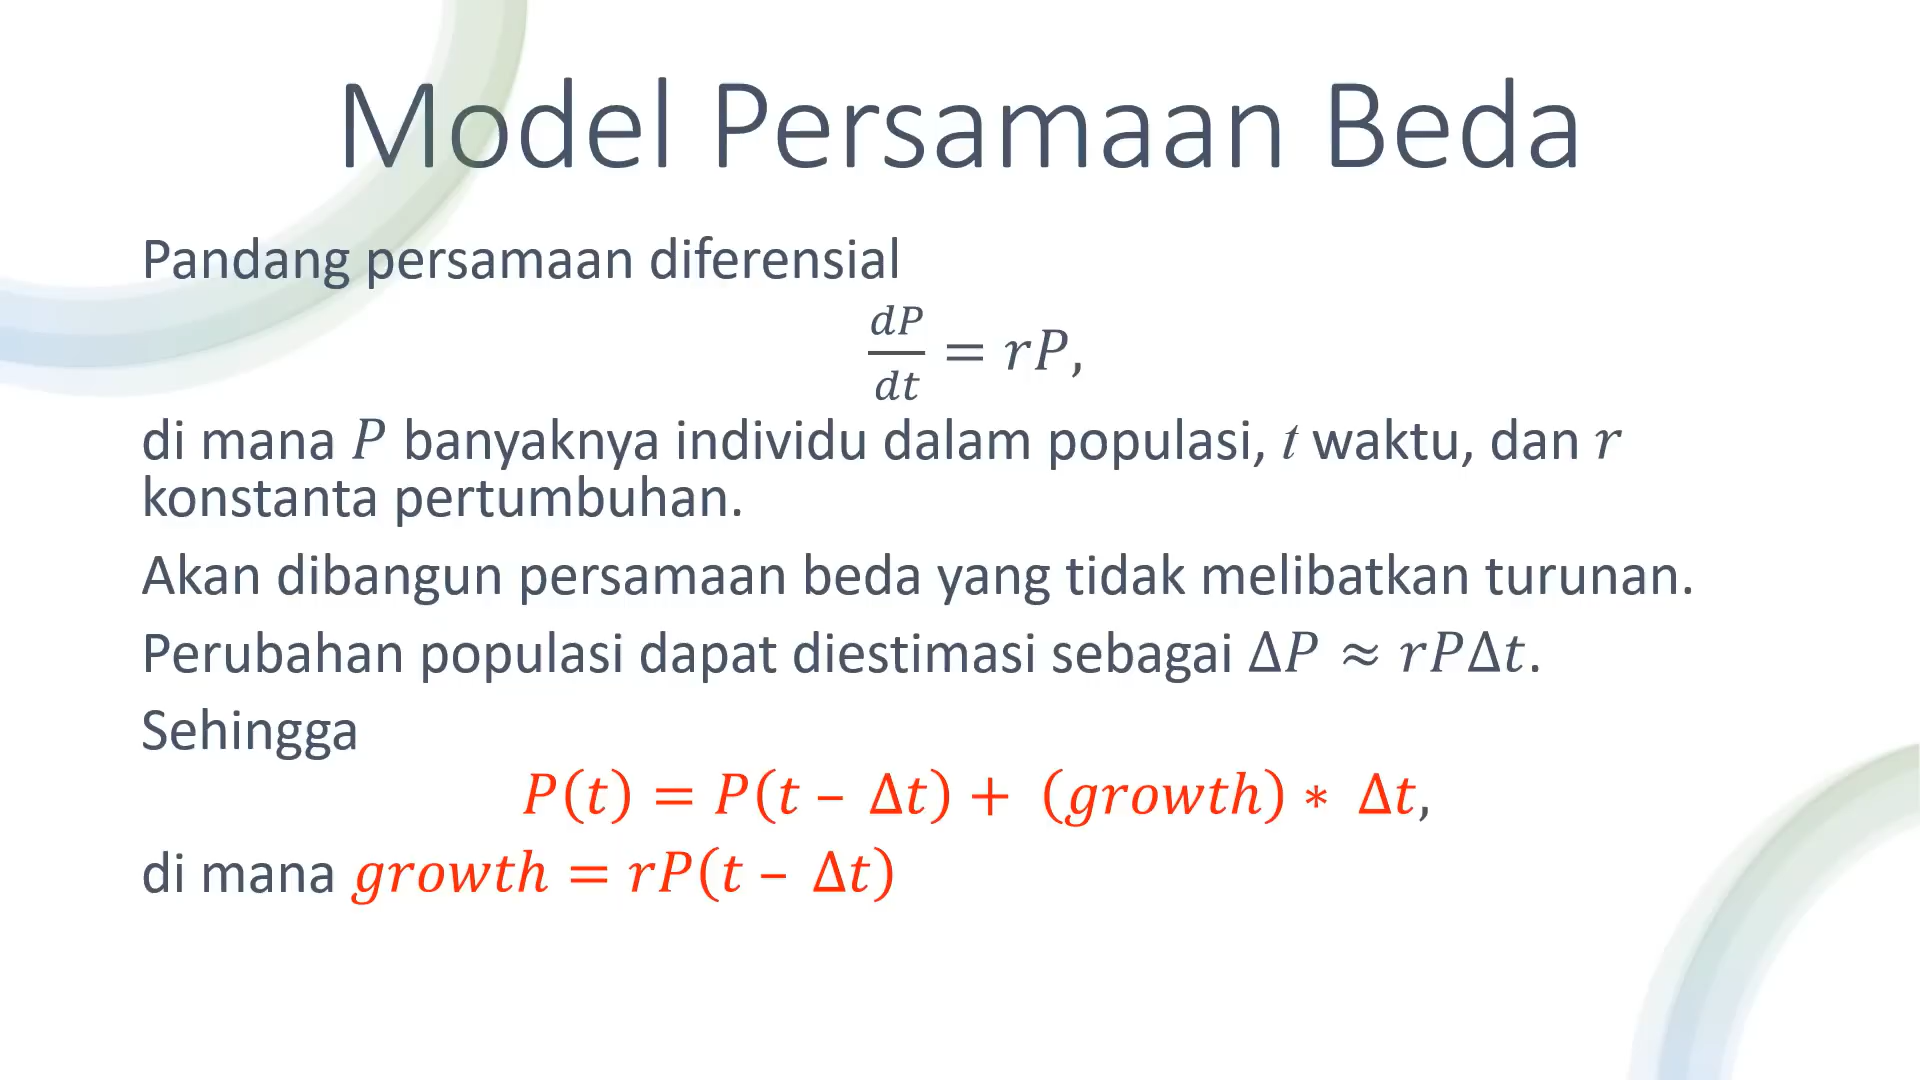 Model Persamaan Beda
Pandang persamaan diferensial
dP/dt = rP,
di mana P banyaknya individu dalam populasi, t waktu, dan r
konstanta pertumbuhan.
Akan dibangun persamaan beda yang tidak melibatkan turunan.
Perubahan populasi dapat diestimasi sebagai ΔP ≈ rPΔt.
Sehingga
P(t) = P(t – Δt) + (growth) * Δt,
di mana growth = rP(t – Δt)